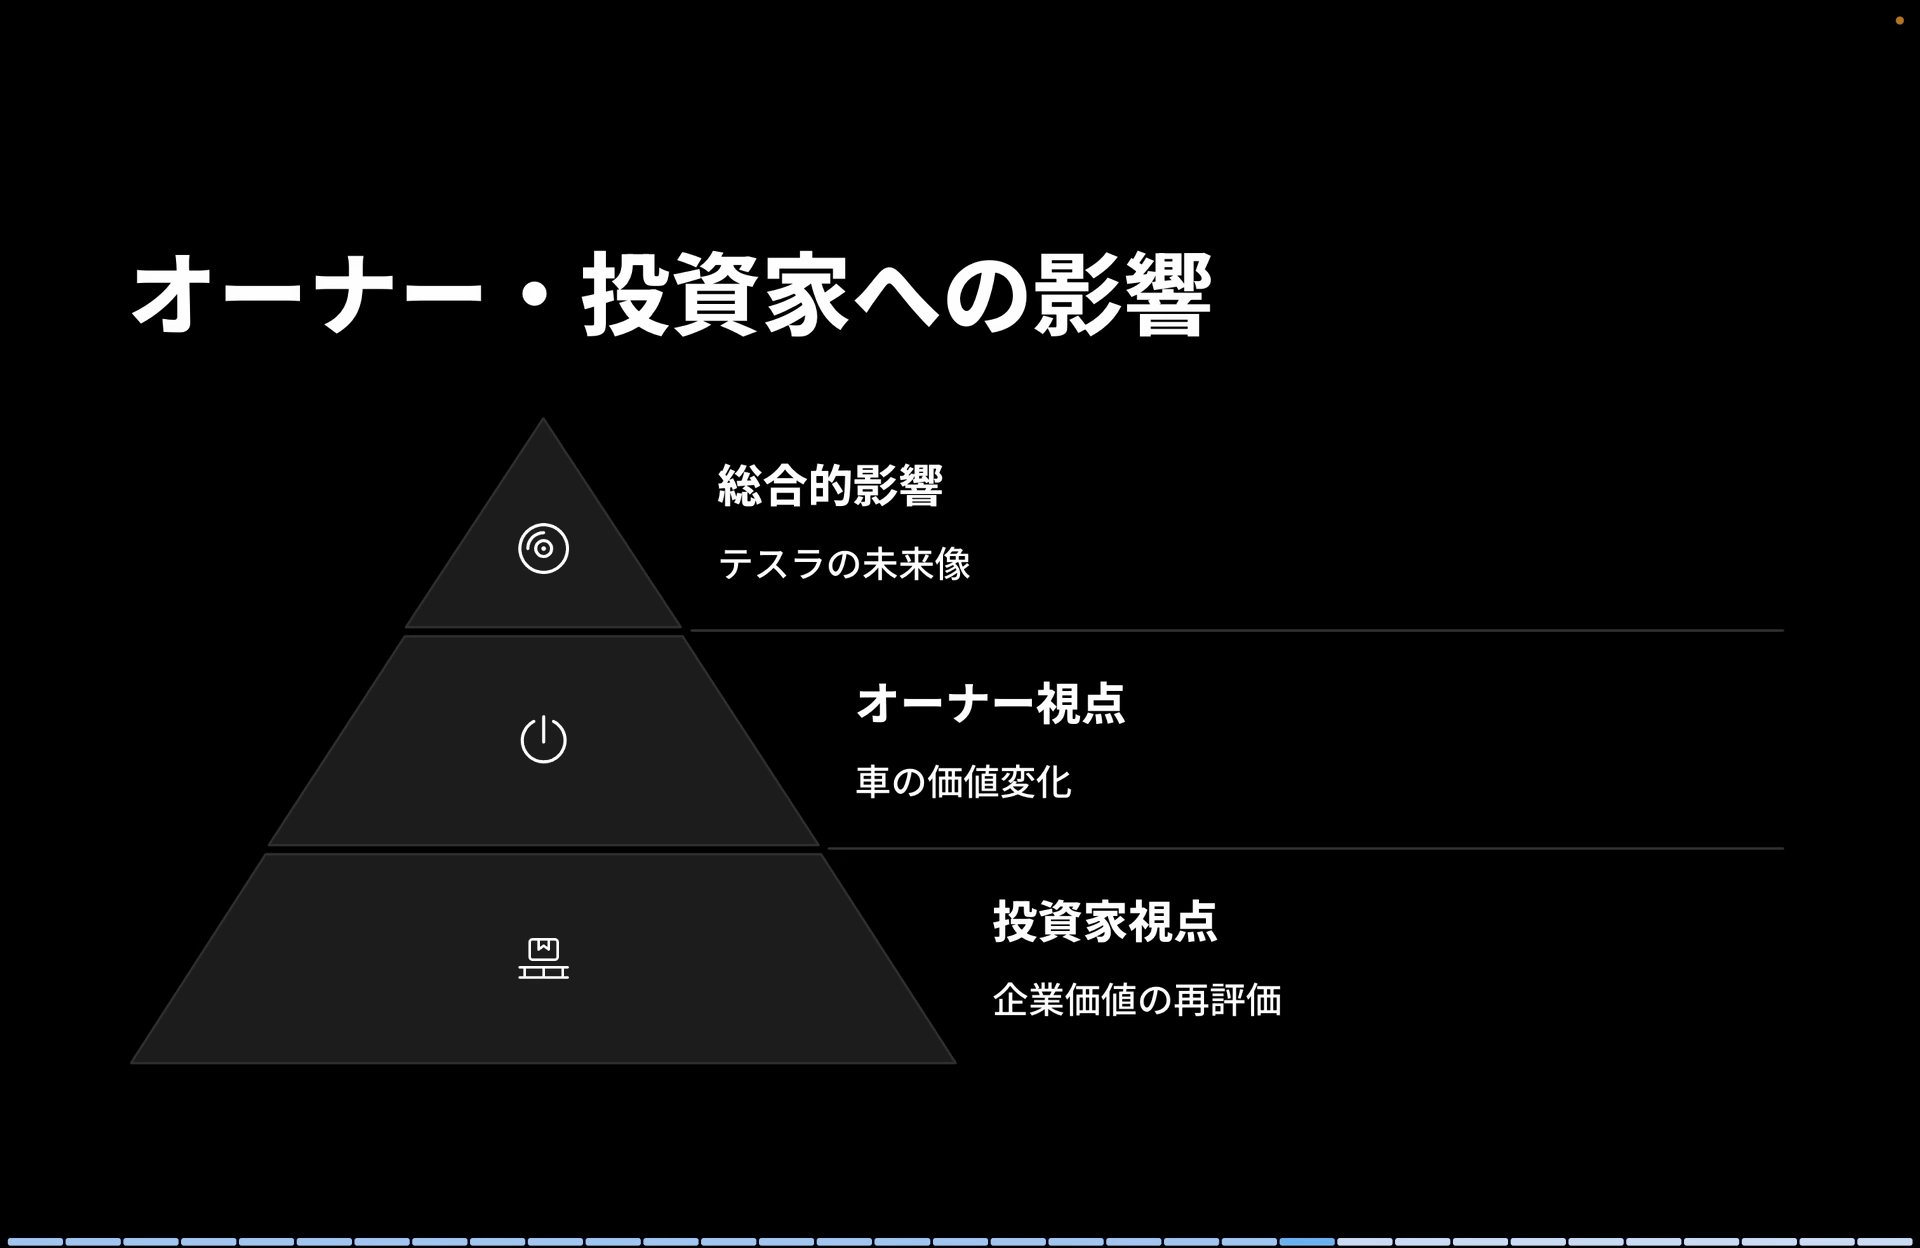 オーナー・投資家への影響
総合的影響
テスラの未来像
オーナー視点
車の価値変化
投資家視点
企業価値の再評価